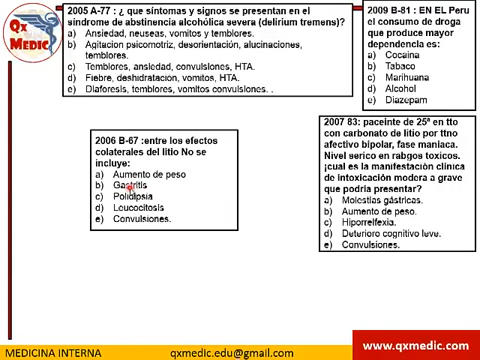 Qx
MEDIC
2005 A-77 : ¿ que síntomas y signos se presentan en el
síndrome de abstinencia alcohólica severa (delirium tremens)?
a) Ansiedad, neuseas, vomitos y temblores.
b) Agitacion psicomotriz, desorientación, alucinaciones,
temblores.
c) Temblores, ansiedad, convulsiones, HTA.
d) Fiebre, deshidratacion, vomitos, HTA.
e) Diaforesis, temblores, vomitos convulsiones. .
2009 B-81 : EN EL Peru
el consumo de droga
que produce mayor
dependencia es:
a) Cocaina
b) Tabaco
c) Marihuana
d) Alcohol
e) Diazepam
2006 B-67 :entre los efectos
colaterales del litio No se
incluye:
a) Aumento de peso
b) Gastritis
c) Polidipsia
d) Leucocitosis
e) Convulsiones.
2007 83: paceinte de 25ª en tto
con carbonato de litio por ttno
afectivo bipolar, fase maniaca.
Nivel serico en rabgos toxicos.
¡cual es la manifestación clínica
de intoxicación modera a grave
que podria presentar?
a) Molestias gástricas.
b) Aumento de peso.
c) Hiporrelfexia.
d) Deterioro cognitivo leve.
e) Convulsiones.
MEDICINA INTERNA
qxmedic.edu@gmail.com
www.qxmedic.com